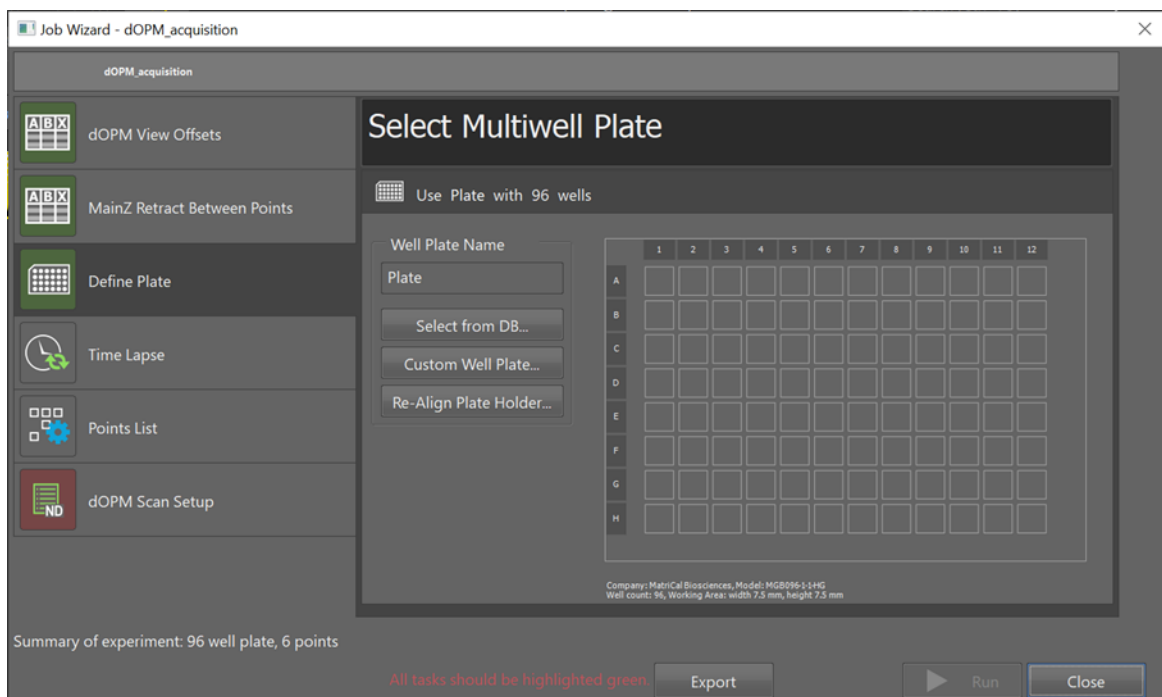 Job Wizard - dOPM_acquisition
dOPM_acquisition
ABX
dOPM View Offsets
ABX
MainZ Retract Between Points
Define Plate
Time Lapse
Points List
ND
dOPM Scan Setup
Select Multiwell Plate
Use Plate with 96 wells
Well Plate Name
Plate
Select from DB...
Custom Well Plate...
Re-Align Plate Holder...
1 2 3 4 5 6 7 8 9 10 11 12
A
B
C
D
E
F
G
H
Company: MatriCal Biosciences, Model: MGB096-1-1-HG
Well count: 96, Working Area: width 7.5 mm, height 7.5 mm
Summary of experiment: 96 well plate, 6 points
All tasks should be highlighted green
Export
Run
Close